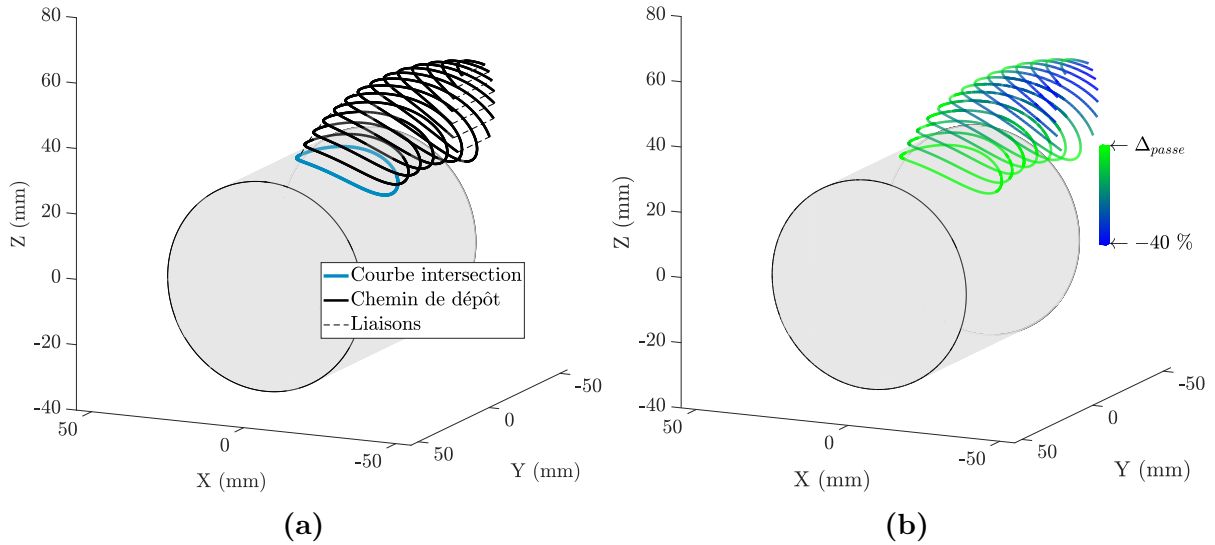 80
60
40
20
0
-20
-40
Z (mm)
50
0
-50
X (mm)
50
0
-50
Y (mm)
Courbe intersection
Chemin de dépôt
Liaisons
(a)
80
60
40
20
0
-20
-40
Z (mm)
50
0
-50
X (mm)
50
0
-50
Y (mm)
← Δpasse
← −40 %
(b)